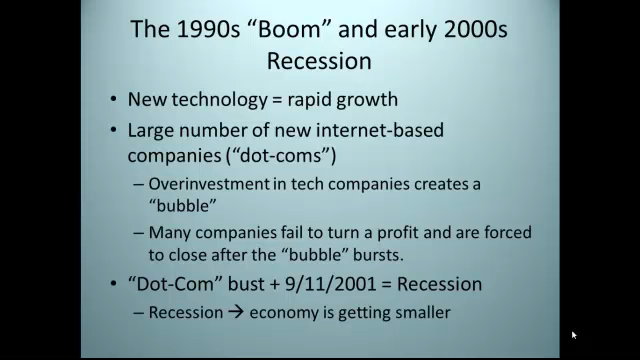 The 1990s “Boom” and early 2000s
Recession
• New technology = rapid growth
• Large number of new internet-based
companies (“dot-coms”)
– Overinvestment in tech companies creates a
“bubble”
– Many companies fail to turn a profit and are forced
to close after the “bubble” bursts.
• “Dot-Com” bust + 9/11/2001 = Recession
– Recession → economy is getting smaller